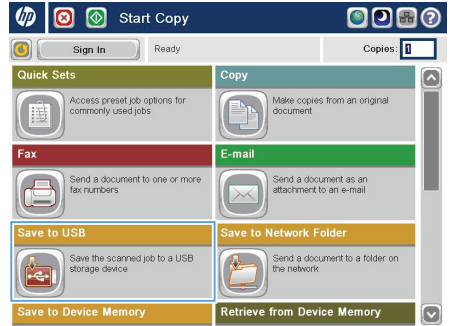 hp Start Copy ?
Sign In Ready Copies: 1
Quick Sets
Access preset job options for
commonly used jobs
Copy
Make copies from an original
document
Fax
Send a document to one or more
fax numbers
E-mail
Send a document as an
attachment to an e-mail
Save to USB
Save the scanned job to a USB
storage device
Save to Network Folder
Send a document to a folder on
the network
Save to Device Memory
Retrieve from Device Memory